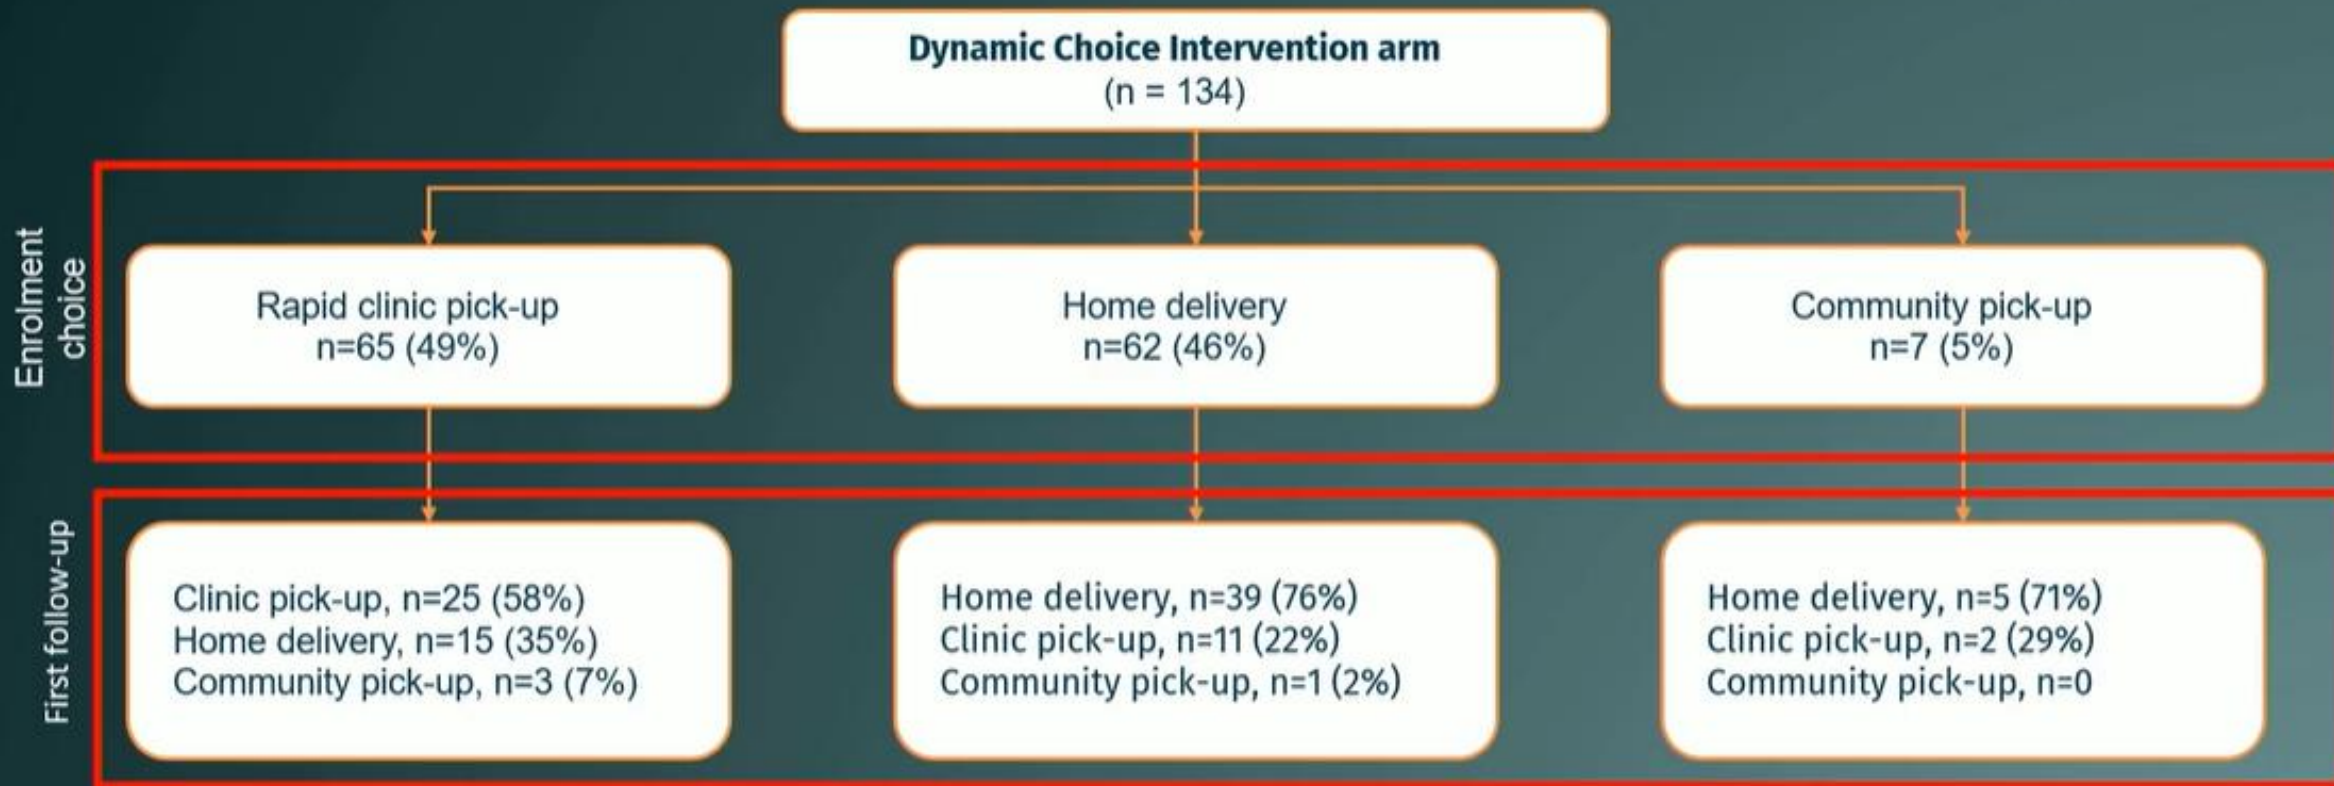 Dynamic Choice Intervention arm
(n = 134)
Enrolment
choice
Rapid clinic pick-up
n=65 (49%)
Home delivery
n=62 (46%)
Community pick-up
n=7 (5%)
First follow-up
Clinic pick-up, n=25 (58%)
Home delivery, n=15 (35%)
Community pick-up, n=3 (7%)
Home delivery, n=39 (76%)
Clinic pick-up, n=11 (22%)
Community pick-up, n=1 (2%)
Home delivery, n=5 (71%)
Clinic pick-up, n=2 (29%)
Community pick-up, n=0